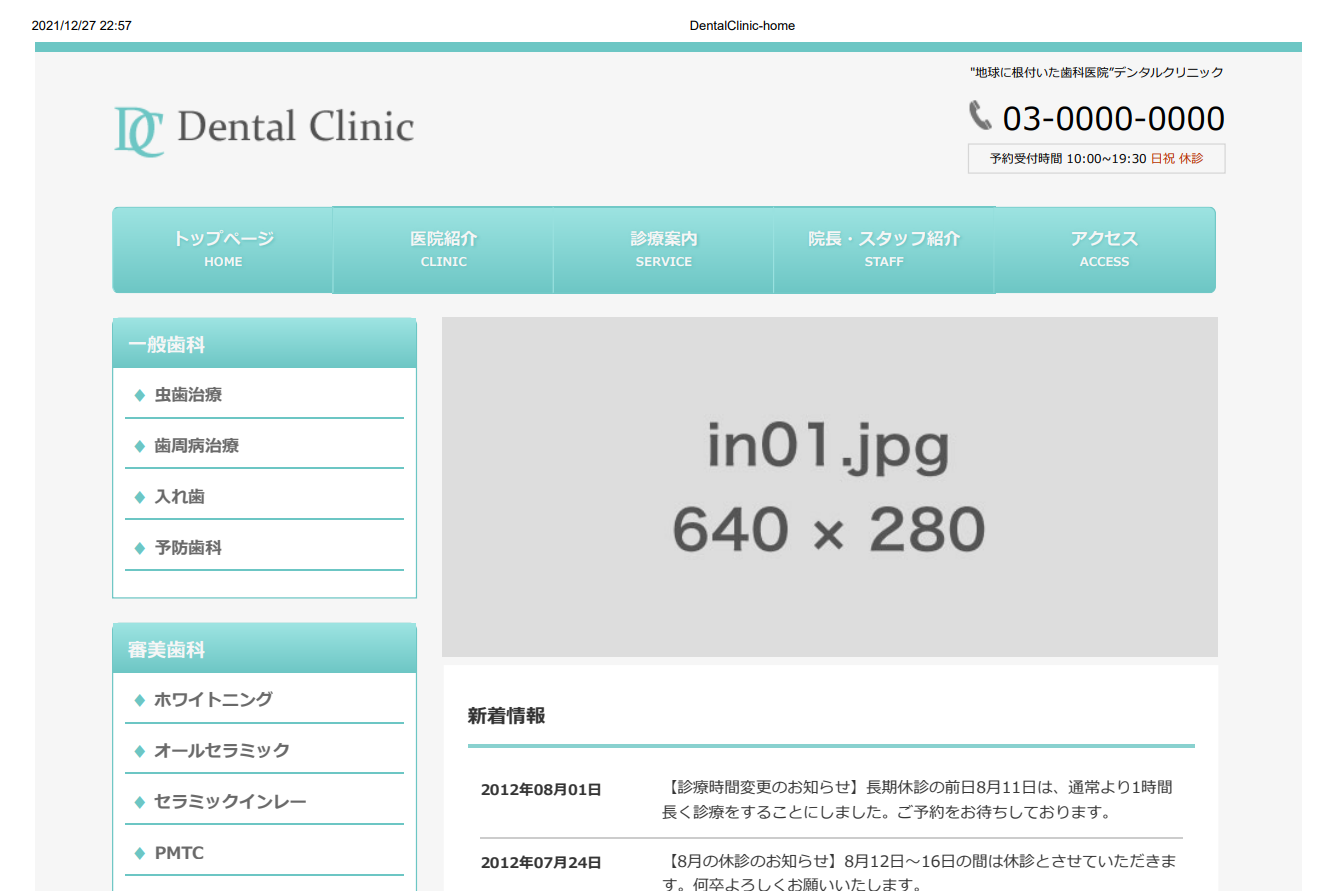 2021/12/27 22:57
DentalClinic-home
"地球に根付いた歯科医院"デンタルクリニック
DC Dental Clinic
03-0000-0000
予約受付時間 10:00~19:30 日祝 休診
トップページ
HOME
医院紹介
CLINIC
診療案内
SERVICE
院長・スタッフ紹介
STAFF
アクセス
ACCESS
一般歯科
虫歯治療
歯周病治療
入れ歯
予防歯科
審美歯科
ホワイトニング
オールセラミック
セラミックインレー
PMTC
in01.jpg
640 × 280
新着情報
2012年08月01日
【診療時間変更のお知らせ】長期休診の前日8月11日は、通常より1時間
長く診療をすることにしました。ご予約をお待ちしております。
2012年07月24日
【8月の休診のお知らせ】8月12日～16日の間は休診とさせていただきま
す。何卒よろしくお願いいたします。